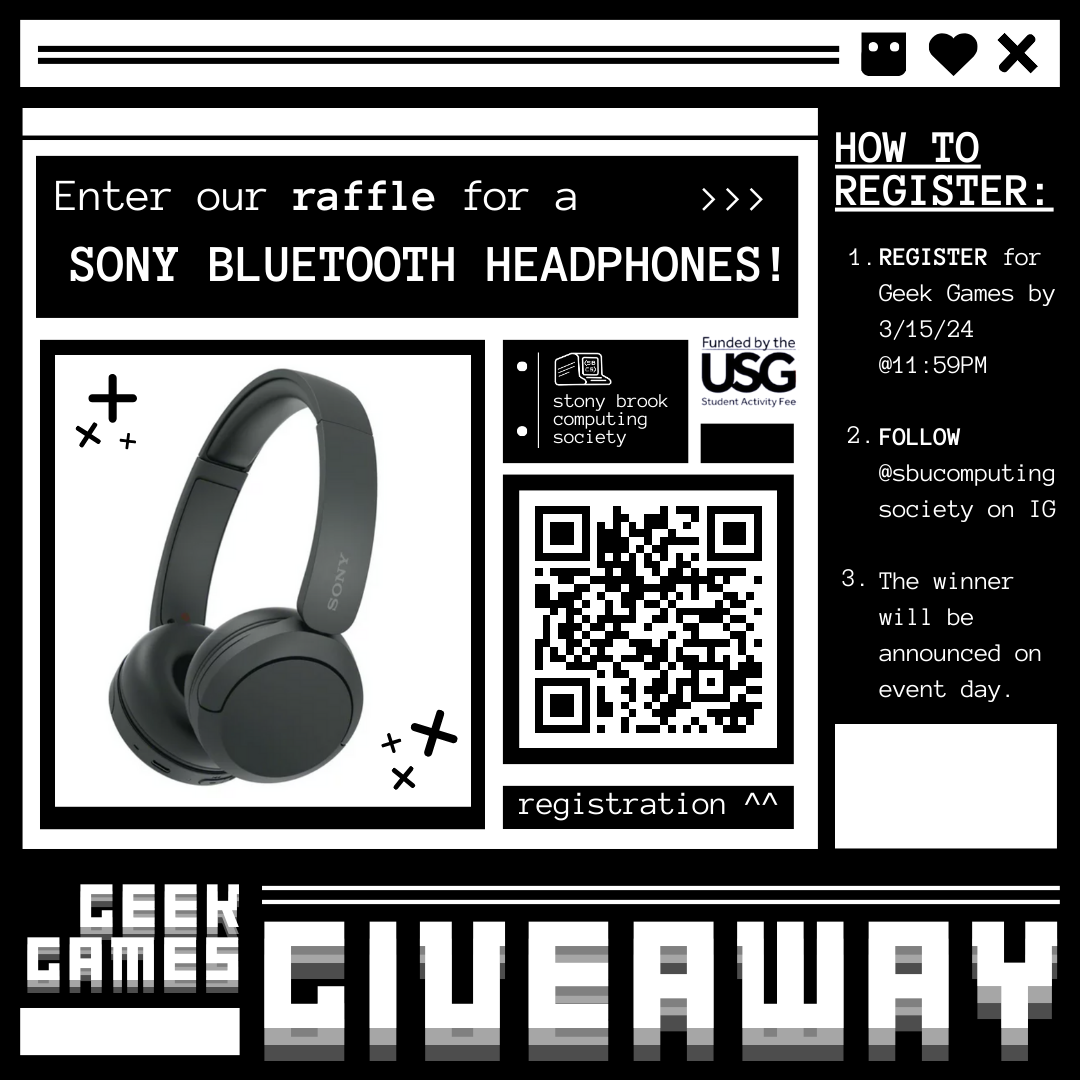 Enter our raffle for a >>>
SONY BLUETOOTH HEADPHONES!
SONY
stony brook
computing
society
Funded by the
USG
Student Activity Fee
registration ^^
HOW TO
REGISTER:
1. REGISTER for
Geek Games by
3/15/24
@11:59PM
2. FOLLOW
@sbucomputing
society on IG
3. The winner
will be
announced on
event day.
GEEK
GAMES
GIVEAWAY